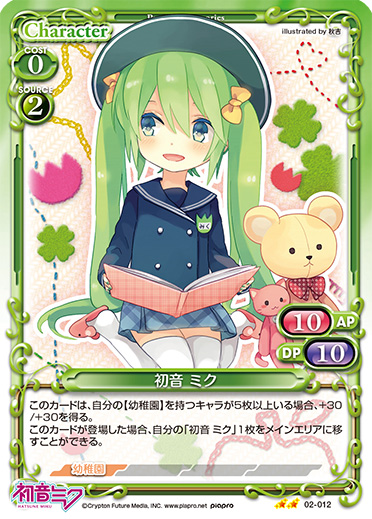 Character
illustrated by 秋吉
COST
0
SOURCE
2
みく
10 AP
DP 10
初音 ミク
このカードは、自分の【幼稚園】を持つキャラが5枚以上いる場合、+30
/+30を得る。
このカードが登場した場合、自分の「初音 ミク」1枚をメインエリアに移
すことができる。
幼稚園
初音ミク
HATSUNE MIKU
©Crypton Future Media, INC. www.piapro.net piapro
02-012